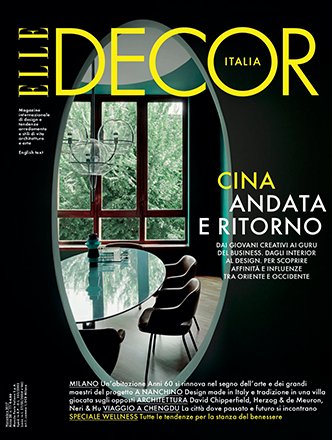 ELLE
DECOR
ITALIA
Magazine
internazionale
di design e
tendenze
arredamento
e stili di vita
architettura
e arte
English text
CINA
ANDATA
E RITORNO
DAI GIOVANI CREATIVI AI GURU
DEL BUSINESS. DAGLI INTERIOR
AL DESIGN. PER SCOPRIRE
AFFINITÀ E INFLUENZE
TRA ORIENTE E OCCIDENTE
MILANO Un'abitazione Anni 60 si rinnova nel segno dell'arte e dei grandi
maestri del progetto A NANCHINO Design made in Italy e tradizione in una villa
giocata sugli opposti ARCHITETTURA David Chipperfield, Herzog & de Meuron,
Neri & Hu VIAGGIO A CHENGDU La città dove passato e futuro si incontrano
SPECIALE WELLNESS Tutte le tendenze per la stanza del benessere